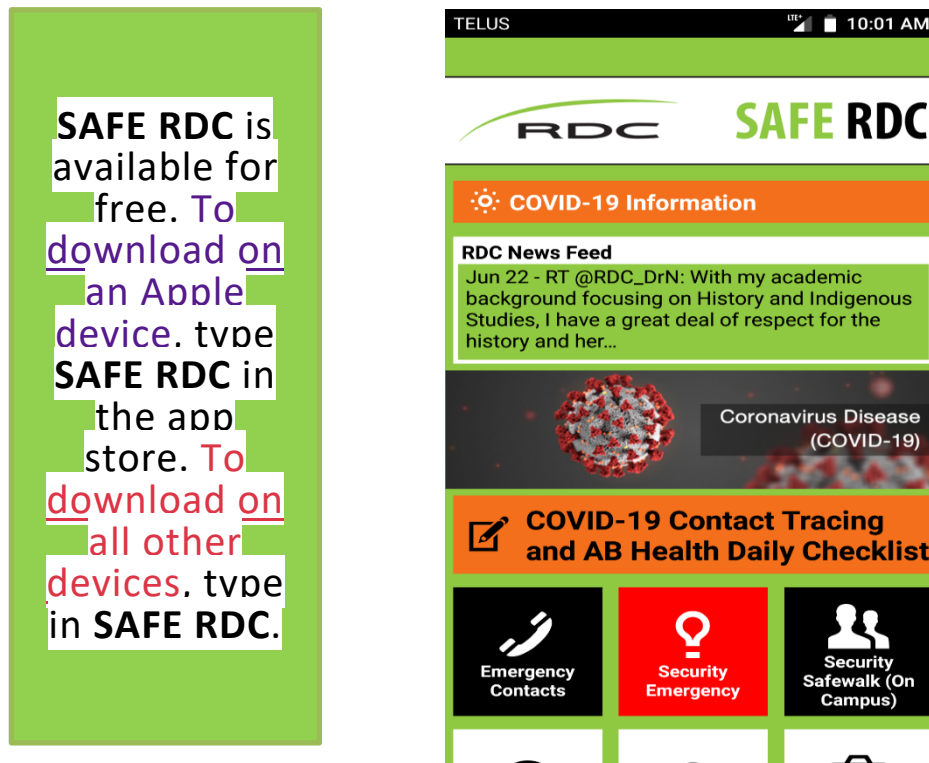 SAFE RDC is
available for
free. To
download on
an Apple
device, type
SAFE RDC in
the app
store. To
download on
all other
devices, type
in SAFE RDC.
TELUS LTE+ 10:01 AM
RDC SAFE RDC
COVID-19 Information
RDC News Feed
Jun 22 - RT @RDC_DrN: With my academic
background focusing on History and Indigenous
Studies, I have a great deal of respect for the
history and her...
Coronavirus Disease
(COVID-19)
COVID-19 Contact Tracing
and AB Health Daily Checklist
Emergency
Contacts
Security
Emergency
Security
Safewalk (On
Campus)